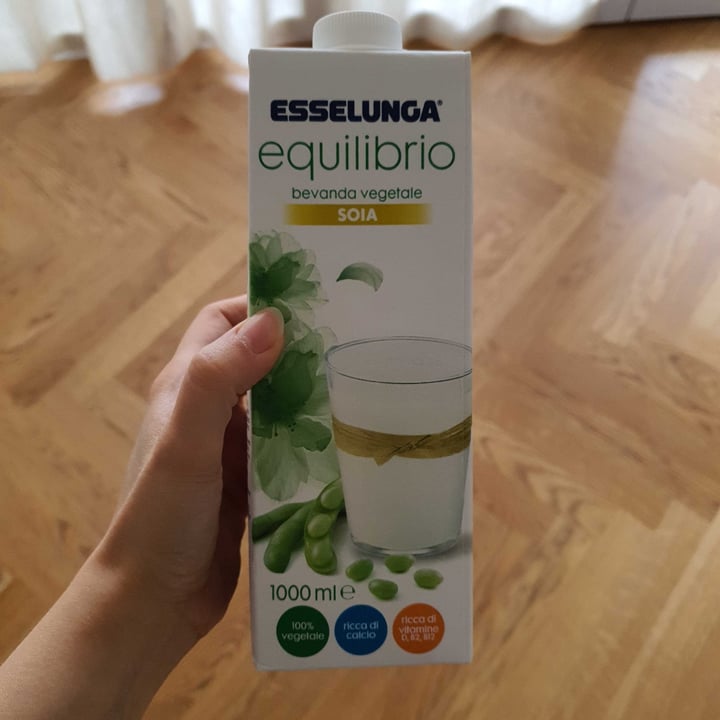 ESSELUNGA®
equilibrio
bevanda vegetale
SOIA
1000 ml ℮
100%
vegetale
ricca di
calcio
ricca di
vitamine
D, B2, B12